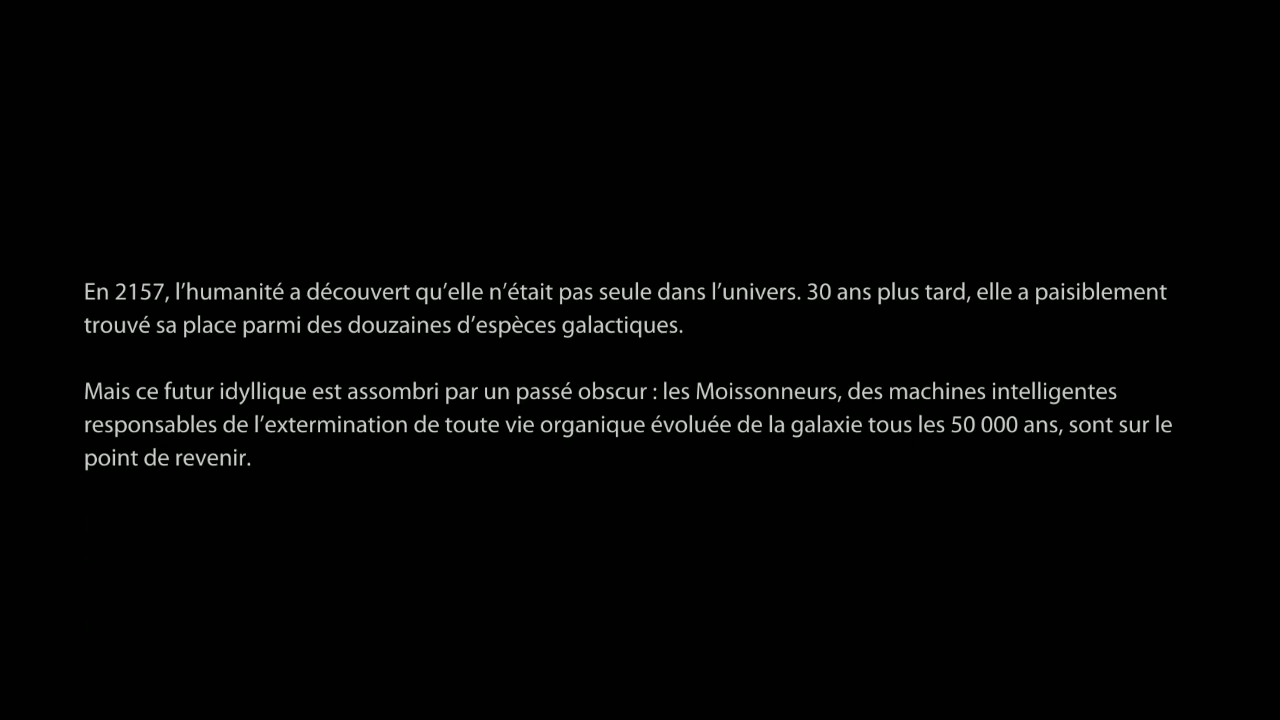 En 2157, l’humanité a découvert qu’elle n’était pas seule dans l’univers. 30 ans plus tard, elle a paisiblement
trouvé sa place parmi des douzaines d’espèces galactiques.
Mais ce futur idyllique est assombri par un passé obscur : les Moissonneurs, des machines intelligentes
responsables de l’extermination de toute vie organique évoluée de la galaxie tous les 50 000 ans, sont sur le
point de revenir.